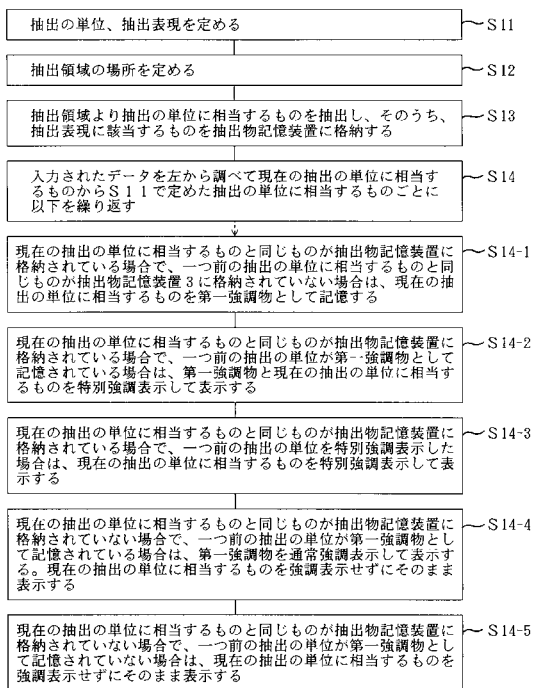 抽出の単位、抽出表現を定める
S11
抽出領域の場所を定める
S12
抽出領域より抽出の単位に相当するものを抽出し、そのうち、
抽出表現に該当するものを抽出物記憶装置に格納する
S13
入力されたデータを左から調べて現在の抽出の単位に相当す
るものからS11で定めた抽出の単位に相当するものごとに
以下を繰り返す
S14
現在の抽出の単位に相当するものと同じものが抽出物記憶装置に
格納されている場合で、一つ前の抽出の単位に相当するものと同
じものが抽出物記憶装置3に格納されていない場合は、現在の抽
出の単位に相当するものを第一強調物として記憶する
S14-1
現在の抽出の単位に相当するものと同じものが抽出物記憶装置に
格納されている場合で、一つ前の抽出の単位が第一強調物として
記憶されている場合は、第一強調物と現在の抽出の単位に相当す
るものを特別強調表示して表示する
S14-2
現在の抽出の単位に相当するものと同じものが抽出物記憶装置に
格納されている場合で、一つ前の抽出の単位を特別強調表示した
場合は、現在の抽出の単位に相当するものを特別強調表示して表
示する
S14-3
現在の抽出の単位に相当するものと同じものが抽出物記憶装置に
格納されていない場合で、一つ前の抽出の単位が第一強調物とし
て記憶されている場合は、第一強調物を通常強調表示して表示す
る。現在の抽出の単位に相当するものを強調表示せずにそのまま
表示する
S14-4
現在の抽出の単位に相当するものと同じものが抽出物記憶装置に
格納されていない場合で、一つ前の抽出の単位が第一強調物とし
て記憶されていない場合は、現在の抽出の単位に相当するものを
強調表示せずにそのまま表示する
S14-5